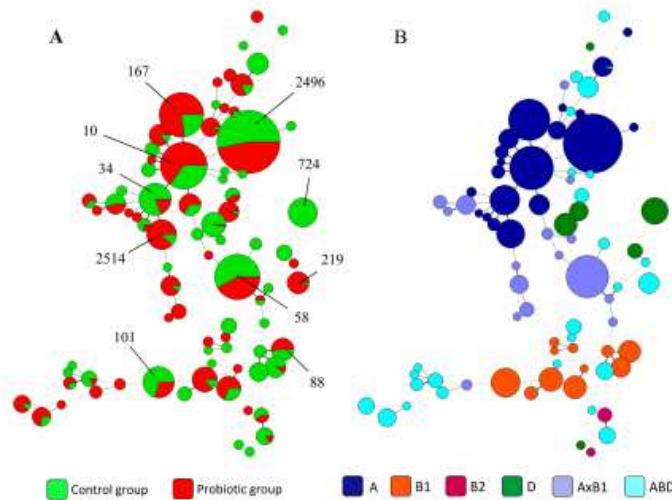 A
B
167
2496
10
724
34
2514
219
58
101
88
Control group Probiotic group
A B1 B2 D AxB1 ABD